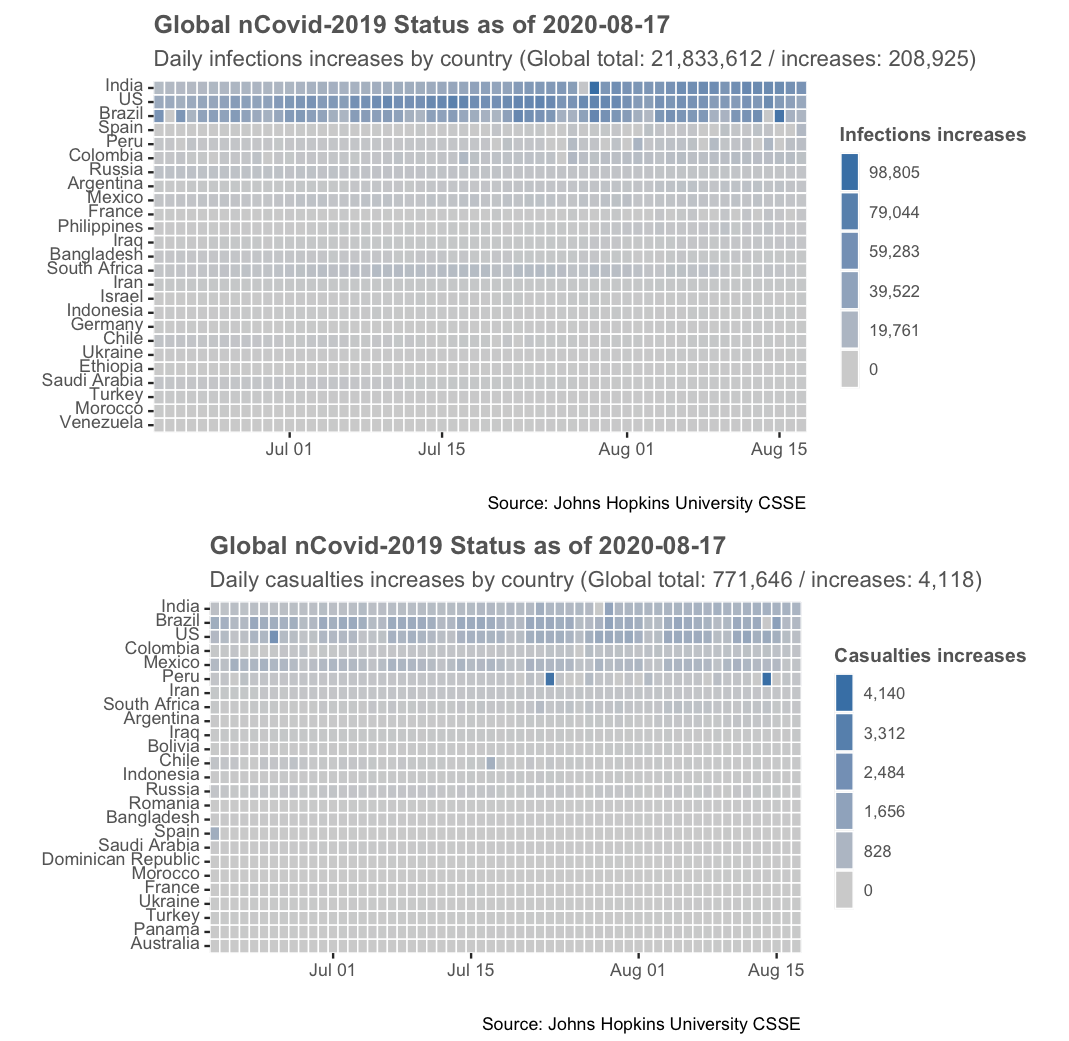 Global nCovid-2019 Status as of 2020-08-17
Daily infections increases by country (Global total: 21,833,612 / increases: 208,925)
India
US
Brazil
Spain
Peru
Colombia
Russia
Argentina
Mexico
France
Philippines
Iraq
Bangladesh
South Africa
Iran
Israel
Indonesia
Germany
Chile
Ukraine
Ethiopia
Saudi Arabia
Turkey
Morocco
Venezuela
Jul 01
Jul 15
Aug 01
Aug 15
Infections increases
98,805
79,044
59,283
39,522
19,761
0
Source: Johns Hopkins University CSSE
Global nCovid-2019 Status as of 2020-08-17
Daily casualties increases by country (Global total: 771,646 / increases: 4,118)
India
Brazil
US
Colombia
Mexico
Peru
Iran
South Africa
Argentina
Iraq
Bolivia
Chile
Indonesia
Russia
Romania
Bangladesh
Spain
Saudi Arabia
Dominican Republic
Morocco
France
Ukraine
Turkey
Panama
Australia
Jul 01
Jul 15
Aug 01
Aug 15
Casualties increases
4,140
3,312
2,484
1,656
828
0
Source: Johns Hopkins University CSSE